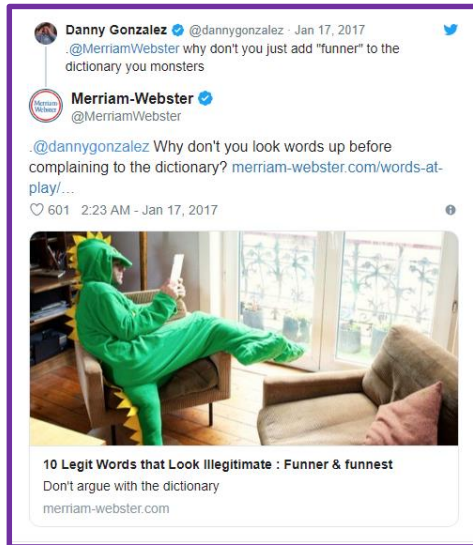 Danny Gonzalez @dannygonzalez · Jan 17, 2017
.@MerriamWebster why don't you just add "funner" to the
dictionary you monsters
Merriam Webster
Merriam-Webster
@MerriamWebster
.@dannygonzalez Why don't you look words up before
complaining to the dictionary? merriam-webster.com/words-at-
play/…
601 2:23 AM - Jan 17, 2017
10 Legit Words that Look Illegitimate : Funner & funnest
Don't argue with the dictionary
merriam-webster.com